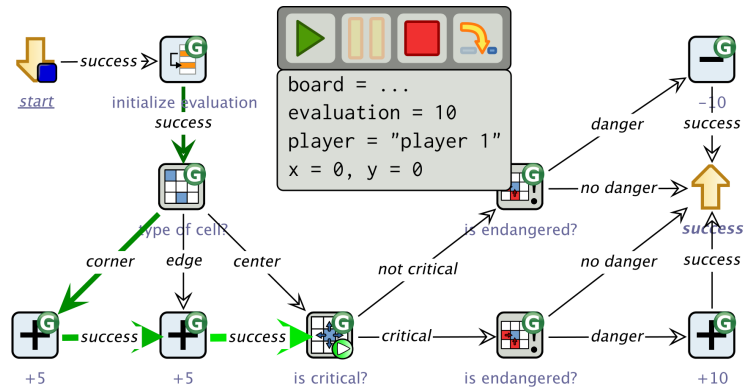 success
start
initialize evaluation
success
board = ...
evaluation = 10
player = "player 1"
x = 0, y = 0
G
G
G
G
G
G
G
G
G
-10
danger
success
type of cell?
is endangered?
no danger
success
corner
edge
center
not critical
no danger
success
success
success
critical
danger
+5
+5
is critical?
is endangered?
+10